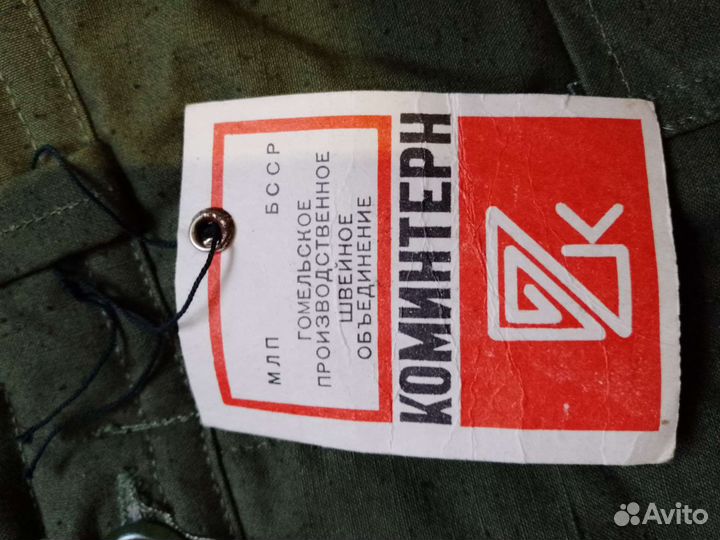 МЛП БССР
ГОМЕЛЬСКОЕ
ПРОИЗВОДСТВЕННОЕ
ШВЕЙНОЕ
ОБЪЕДИНЕНИЕ
КОМИНТЕРН
К
Avito